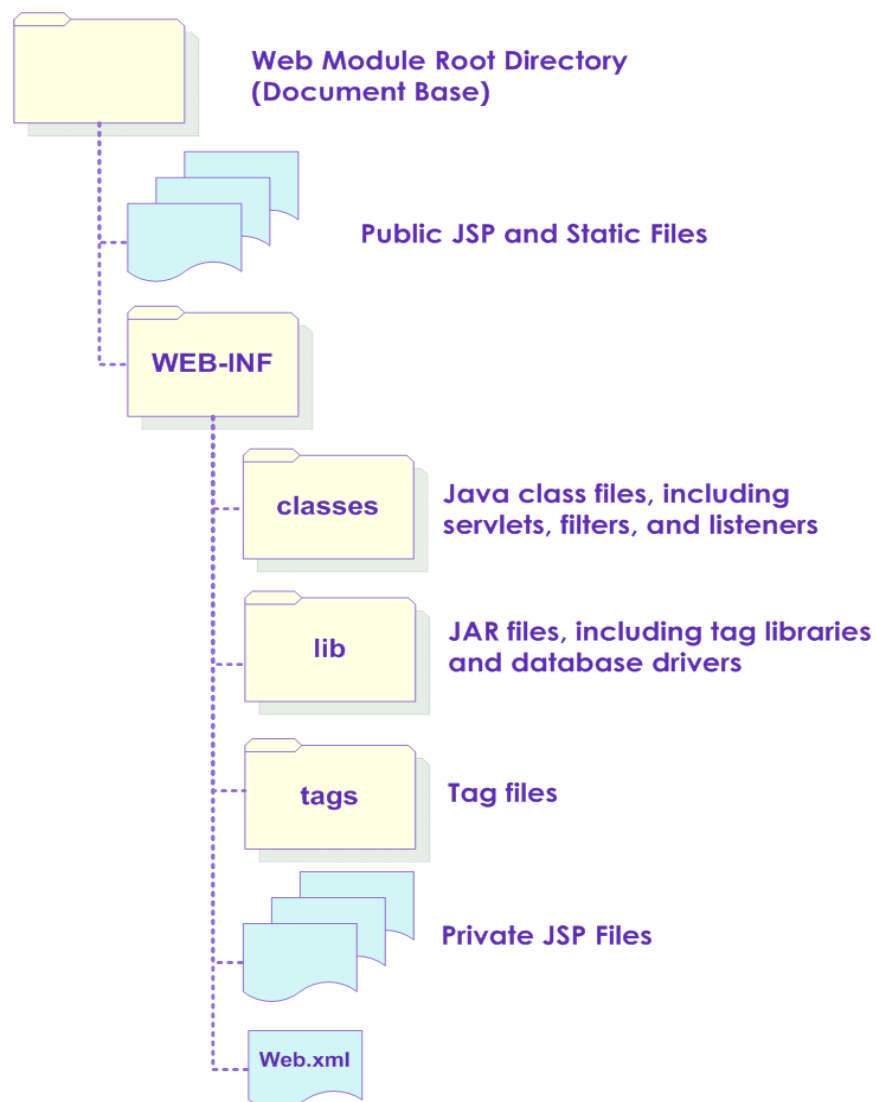 Web Module Root Directory
(Document Base)
Public JSP and Static Files
WEB-INF
classes
Java class files, including
servlets, filters, and listeners
lib
JAR files, including tag libraries
and database drivers
tags
Tag files
Private JSP Files
Web.xml